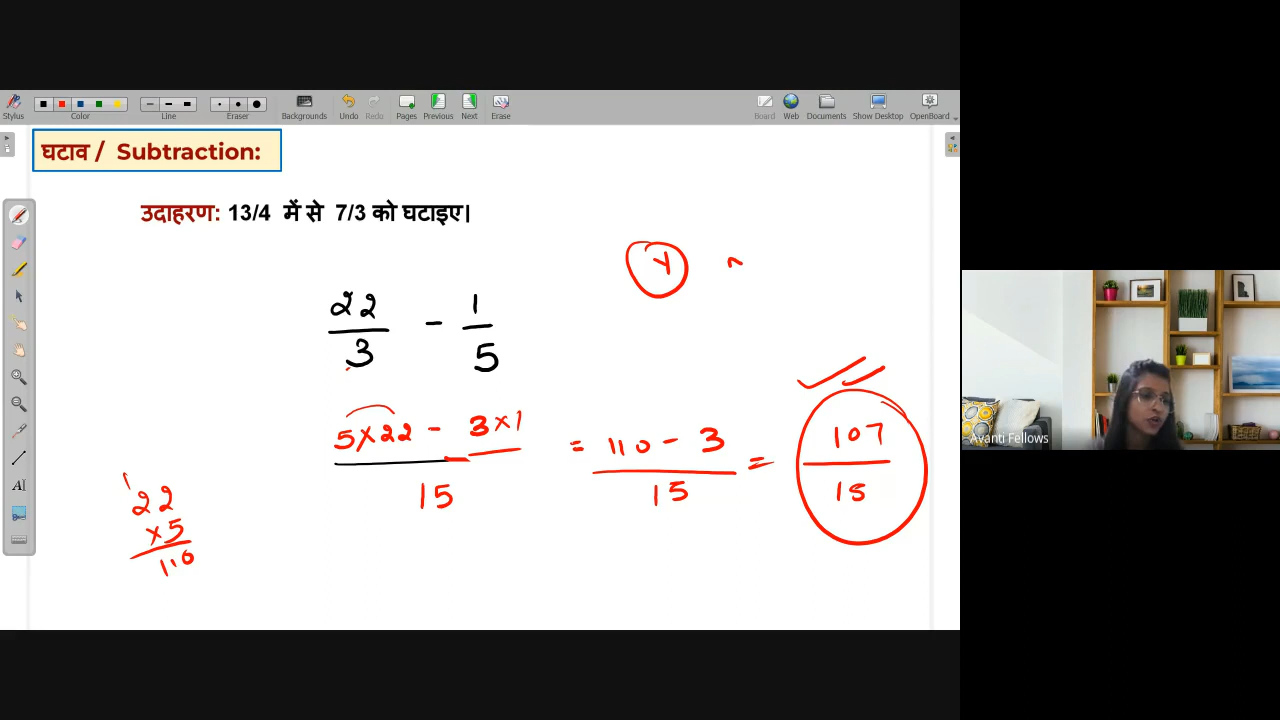 Stylus Color Line Eraser Backgrounds Undo Redo Pages Previous Next Erase Board Web Documents Show Desktop OpenBoard
घटाव / Subtraction:
उदाहरण: 13/4 में से 7/3 को घटाइए।
22/3 - 1/5
5×22 - 3×1 / 15 = 110 - 3 / 15 = 107/15
1
22
×5
110
Avanti Fellows